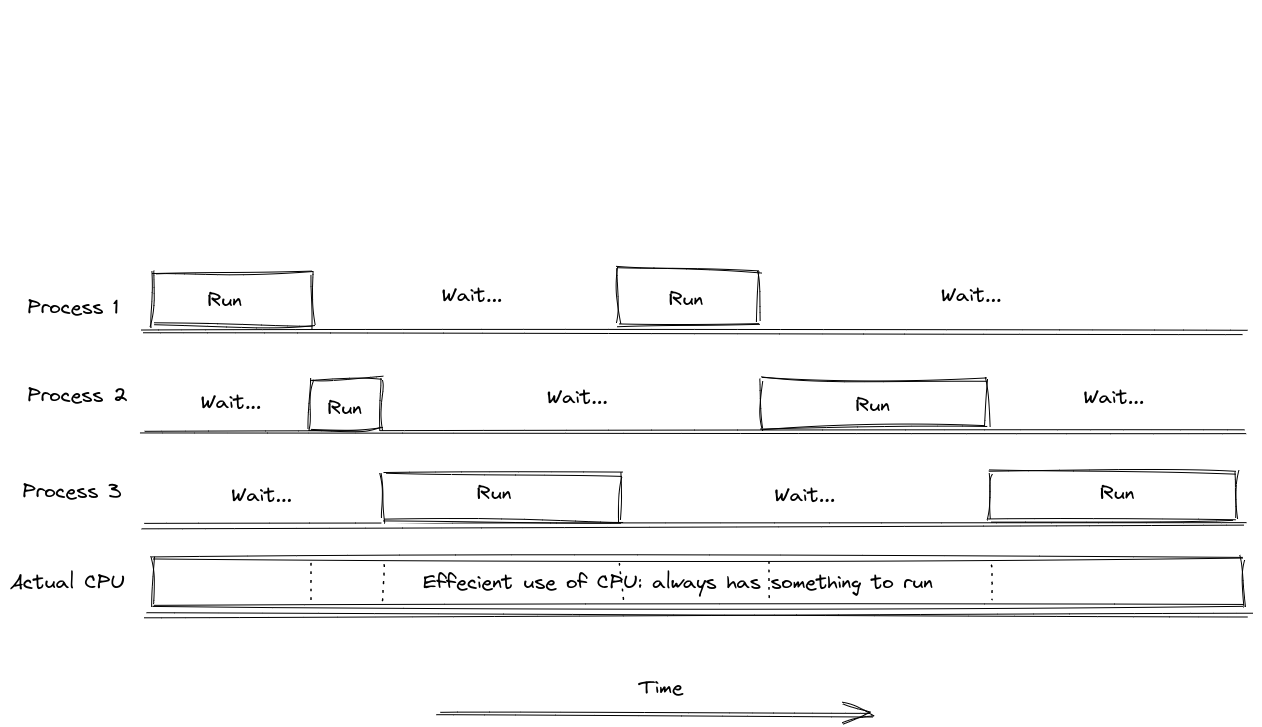 Process 1
Run
Wait...
Run
Wait...
Process 2
Wait...
Run
Wait...
Run
Wait...
Process 3
Wait...
Run
Wait...
Run
Actual CPU
Effecient use of CPU: always has something to run
Time